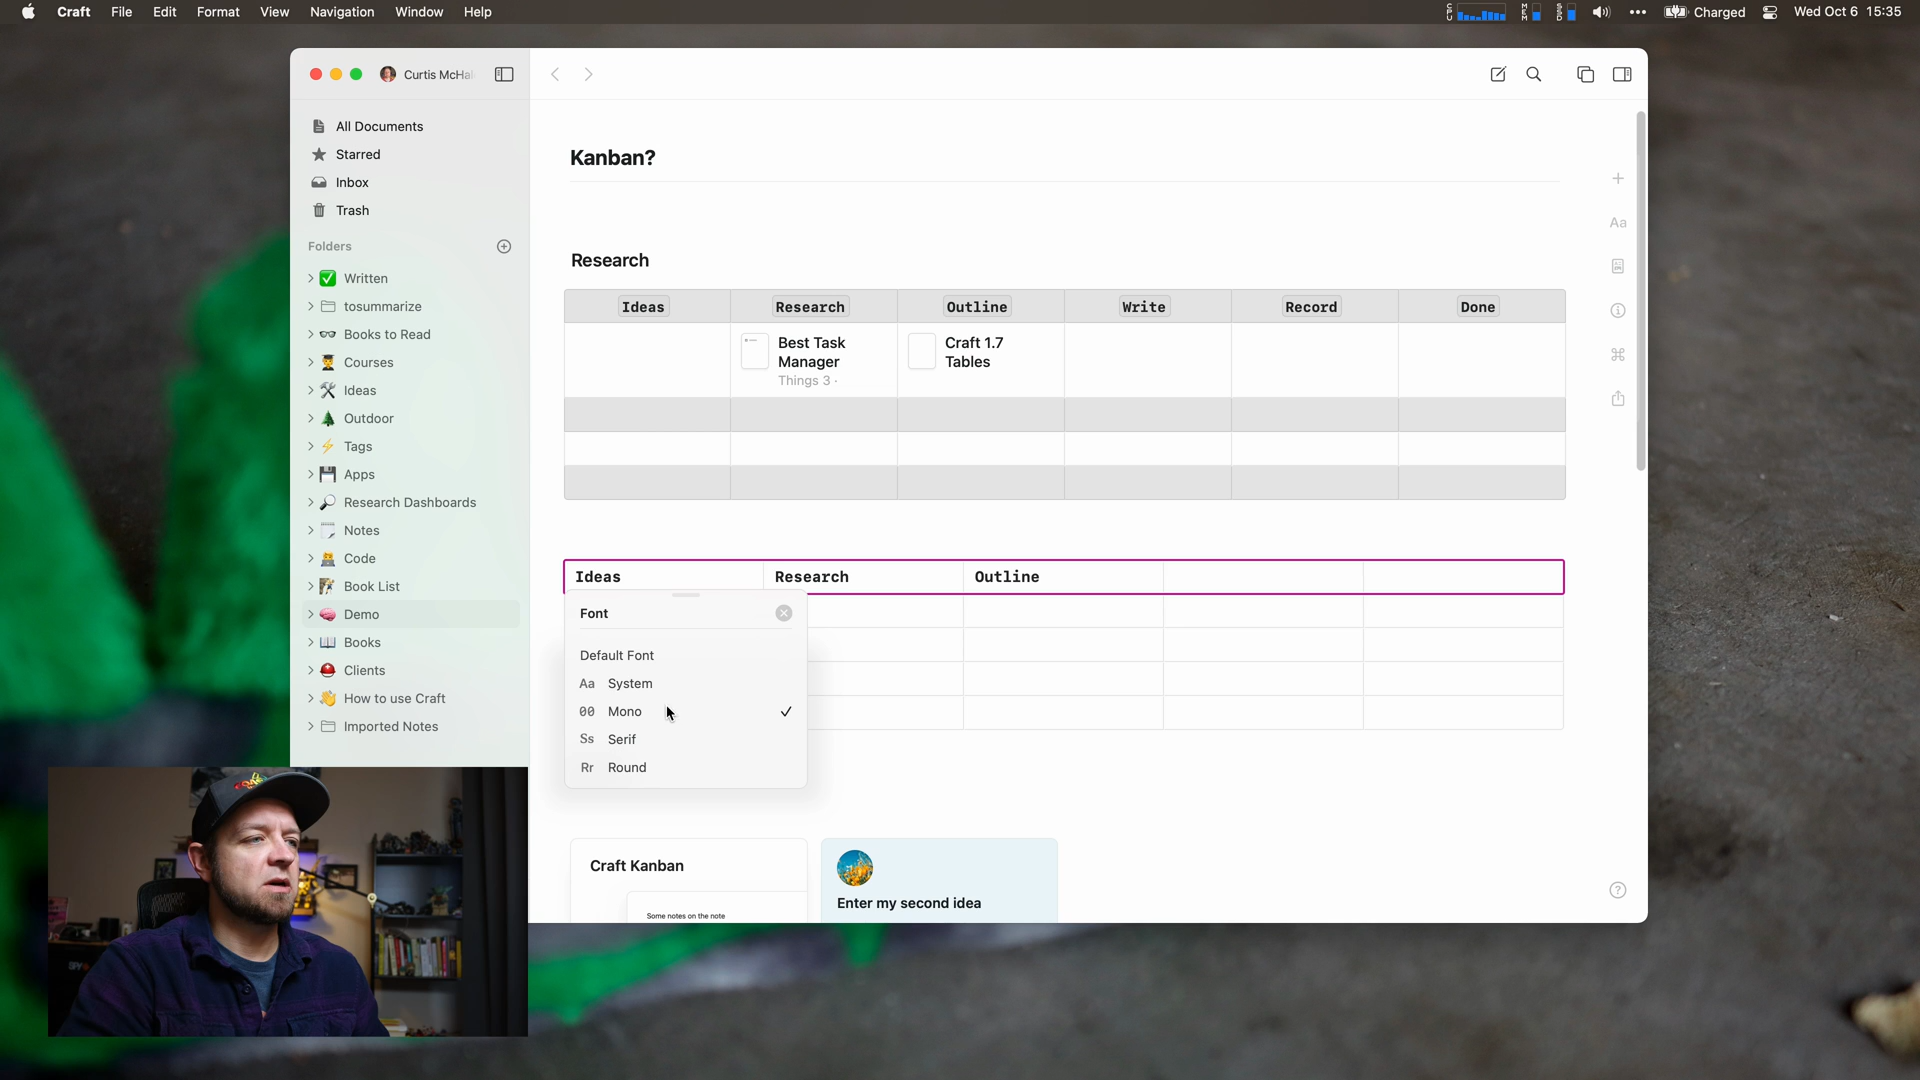 Craft File Edit Format View Navigation Window Help
CPU MEM SSD Charged Wed Oct 6 15:35
Curtis McHa
All Documents
Starred
Inbox
Trash
Folders
Written
tosummarize
Books to Read
Courses
Ideas
Outdoor
Tags
Apps
Research Dashboards
Notes
Code
Book List
Demo
Books
Clients
How to use Craft
Imported Notes
Kanban?
Research
Ideas Research Outline Write Record Done
Best Task Manager
Things 3 ·
Craft 1.7 Tables
Ideas Research Outline
Font
Default Font
Aa System
00 Mono
Ss Serif
Rr Round
Craft Kanban
Some notes on the note
Enter my second idea
Aa